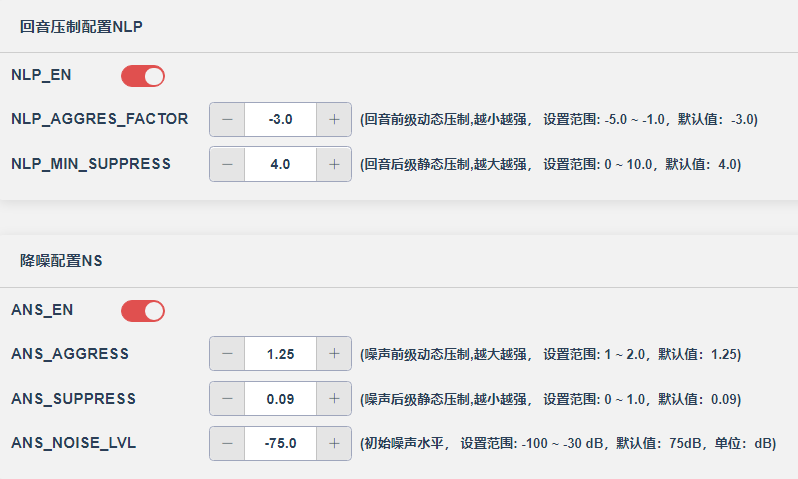 回音压制配置NLP
NLP_EN
NLP_AGGRES_FACTOR − -3.0 + (回音前级动态压制,越小越强， 设置范围: -5.0 ~ -1.0，默认值：-3.0)
NLP_MIN_SUPPRESS − 4.0 + (回音后级静态压制,越大越强， 设置范围: 0 ~ 10.0，默认值：4.0)
降噪配置NS
ANS_EN
ANS_AGGRESS − 1.25 + (噪声前级动态压制,越大越强， 设置范围: 1 ~ 2.0，默认值：1.25)
ANS_SUPPRESS − 0.09 + (噪声后级静态压制,越小越强， 设置范围: 0 ~ 1.0，默认值：0.09)
ANS_NOISE_LVL − -75.0 + (初始噪声水平， 设置范围: -100 ~ -30 dB，默认值：75dB，单位：dB)